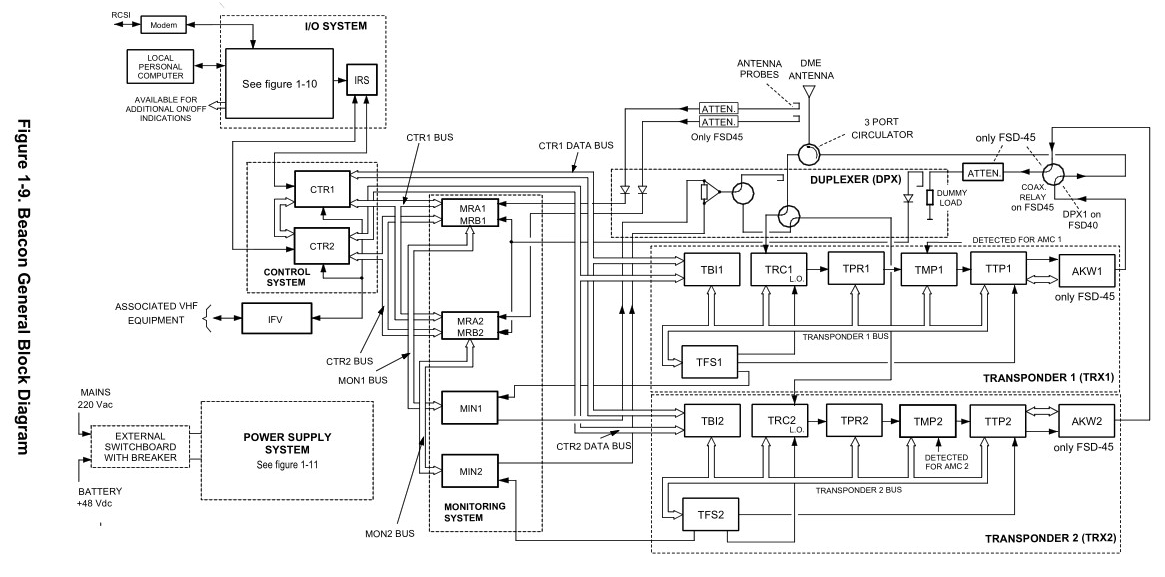 Figure 1-9. Beacon General Block Diagram
RCSI
Modem
I/O SYSTEM
LOCAL
PERSONAL
COMPUTER
See figure 1-10
IRS
AVAILABLE FOR
ADDITIONAL ON/OFF
INDICATIONS
CTR1 BUS
CTR1 DATA BUS
ANTENNA
PROBES
DME
ANTENNA
ATTEN.
ATTEN.
Only FSD45
3 PORT
CIRCULATOR
only FSD-45
ATTEN.
COAX.
RELAY
on FSD45
DPX1 on
FSD40
DUPLEXER (DPX)
DUMMY
LOAD
CTR1
CTR2
CONTROL
SYSTEM
MRA1
MRB1
ASSOCIATED VHF
EQUIPMENT
IFV
MRA2
MRB2
CTR2 BUS
MON1 BUS
MIN1
MIN2
MONITORING
SYSTEM
MON2 BUS
CTR2 DATA BUS
DETECTED FOR AMC 1
TBI1
TRC1
L.O.
TPR1
TMP1
TTP1
AKW1
only FSD-45
TRANSPONDER 1 BUS
TFS1
TRANSPONDER 1 (TRX1)
TBI2
TRC2
L.O.
TPR2
TMP2
TTP2
AKW2
only FSD-45
DETECTED
FOR AMC 2
TRANSPONDER 2 BUS
TFS2
TRANSPONDER 2 (TRX2)
MAINS
220 Vac
EXTERNAL
SWITCHBOARD
WITH BREAKER
BATTERY
+48 Vdc
POWER SUPPLY
SYSTEM
See figure 1-11